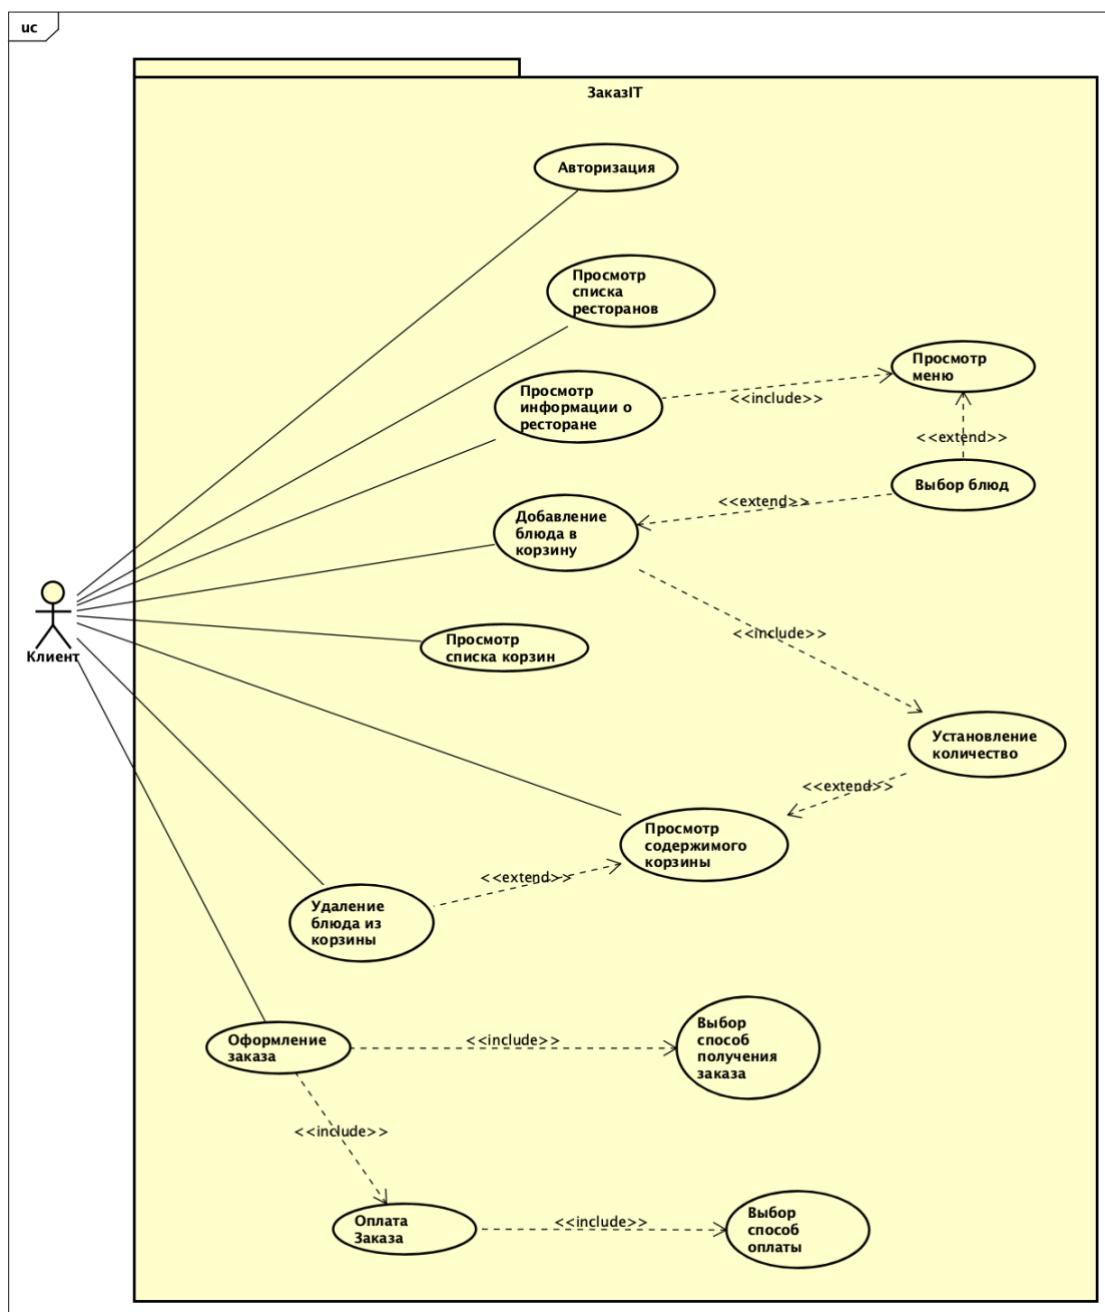 uc
ЗаказIT
Авторизация
Просмотр
списка
ресторанов
Просмотр
меню
Просмотр
информации о
ресторане
<<include>>
<<extend>>
Выбор блюд
<<extend>>
Добавление
блюда в
корзину
<<include>>
Клиент
Просмотр
списка корзин
Установление
количество
<<extend>>
Просмотр
содержимого
корзины
<<extend>>
Удаление
блюда из
корзины
Выбор
способ
получения
заказа
Оформление
заказа
<<include>>
<<include>>
Оплата
Заказа
<<include>>
Выбор
способ
оплаты